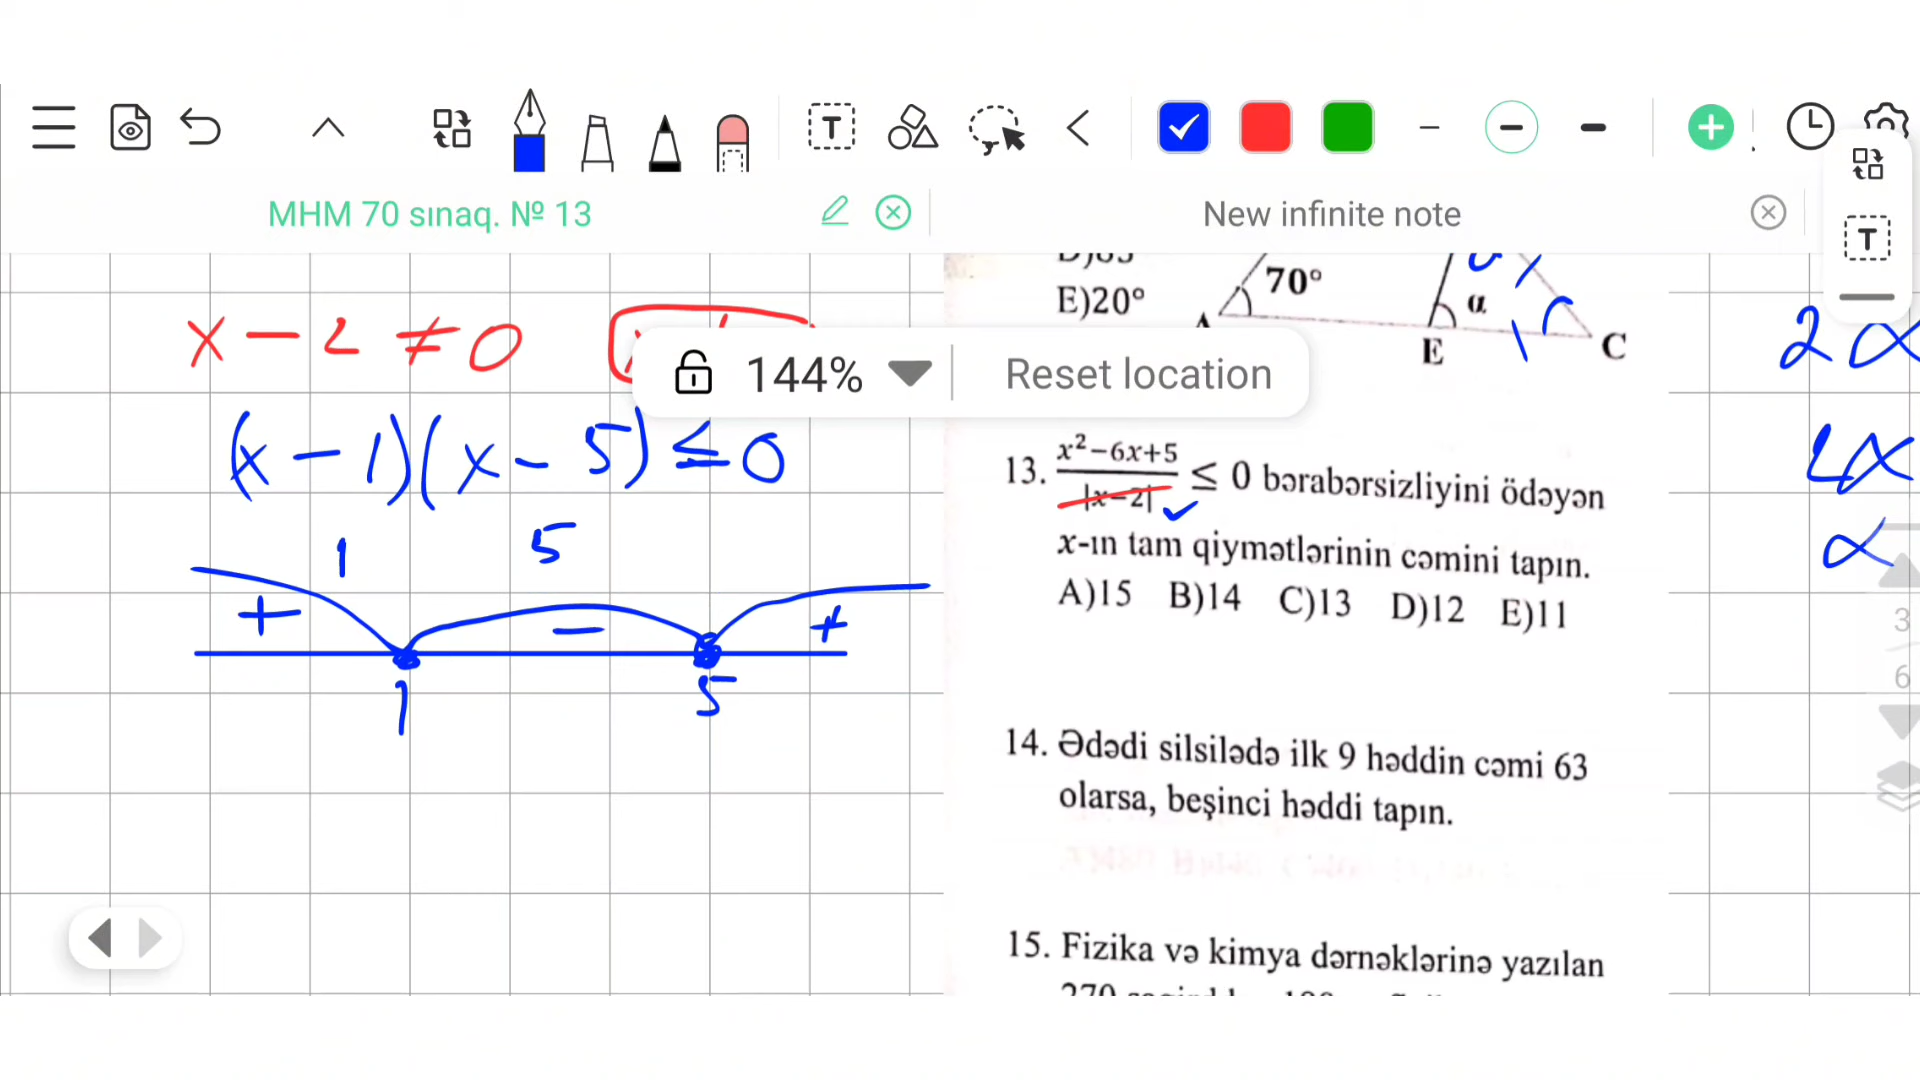 MHM 70 sınaq. № 13
New infinite note
x – 2 ≠ 0
144%
Reset location
(x – 1)(x – 5) ≤ 0
1 5
+ – +
1 5
E)20°
70°
α
E
C
2α
α
13. x²–6x+5 / |x–2| ≤ 0 bərabərsizliyini ödəyən
x-ın tam qiymətlərinin cəmini tapın.
A)15 B)14 C)13 D)12 E)11
14. Ədədi silsilədə ilk 9 həddin cəmi 63
olarsa, beşinci həddi tapın.
15. Fizika və kimya dərnəklərinə yazılan
3
6